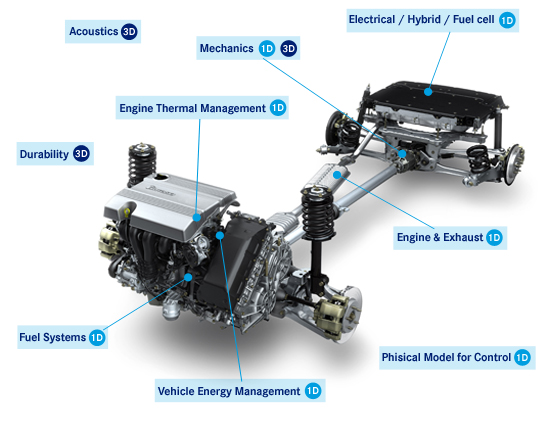 Electrical / Hybrid / Fuel cell 1D
Acoustics 3D
Mechanics 1D 3D
Engine Thermal Management 1D
Durability 3D
Engine & Exhaust 1D
Fuel Systems 1D
Phisical Model for Control 1D
Vehicle Energy Management 1D